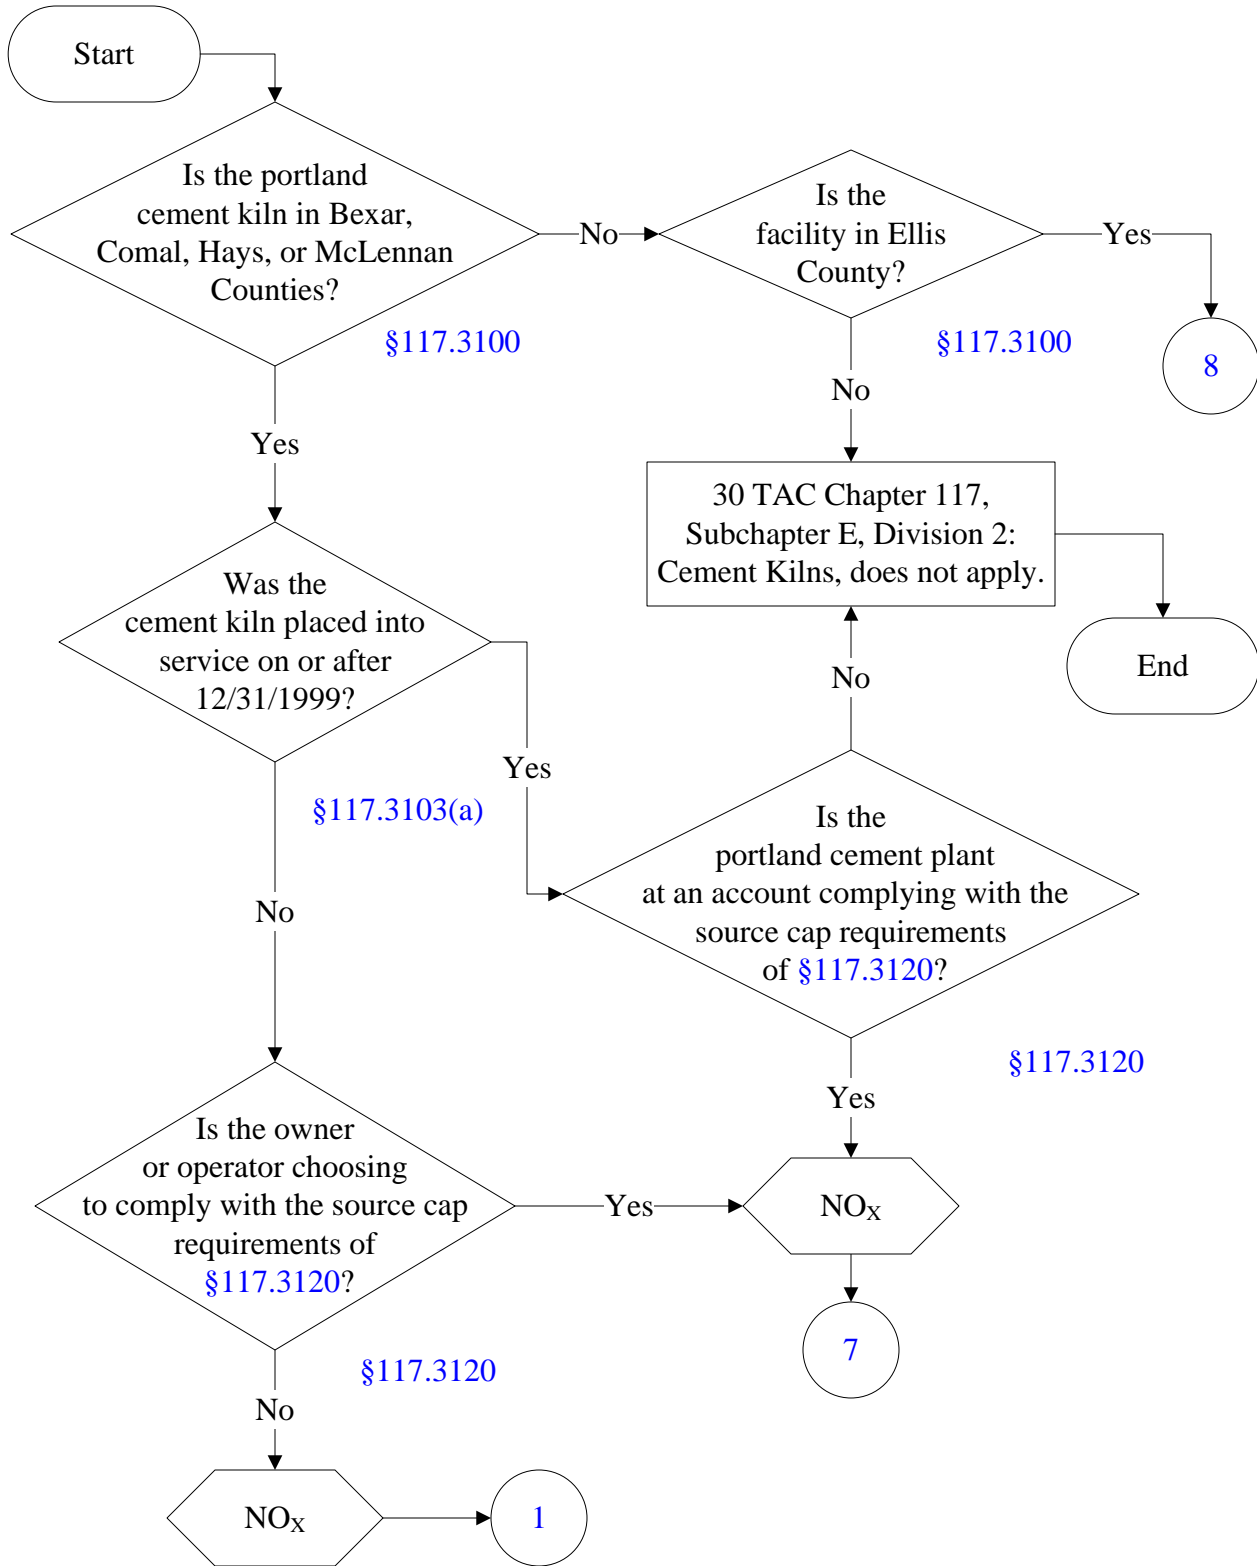 Start
Is the portland
cement kiln in Bexar,
Comal, Hays, or McLennan
Counties?
§117.3100
No
Is the
facility in Ellis
County?
§117.3100
Yes
8
No
Yes
30 TAC Chapter 117,
Subchapter E, Division 2:
Cement Kilns, does not apply.
End
Was the
cement kiln placed into
service on or after
12/31/1999?
§117.3103(a)
Yes
No
Is the
portland cement plant
at an account complying with the
source cap requirements
of §117.3120?
§117.3120
No
Yes
Is the owner
or operator choosing
to comply with the source cap
requirements of
§117.3120?
§117.3120
Yes
NOX
7
No
NOX
1